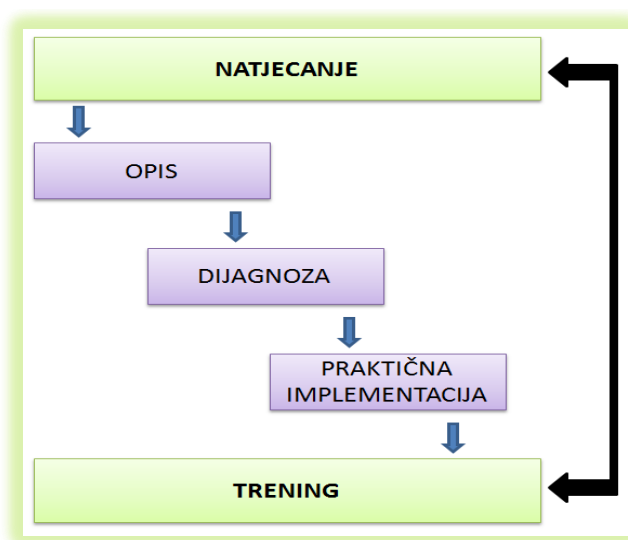 NATJECANJE
OPIS
DIJAGNOZA
PRAKTIČNA
IMPLEMENTACIJA
TRENING